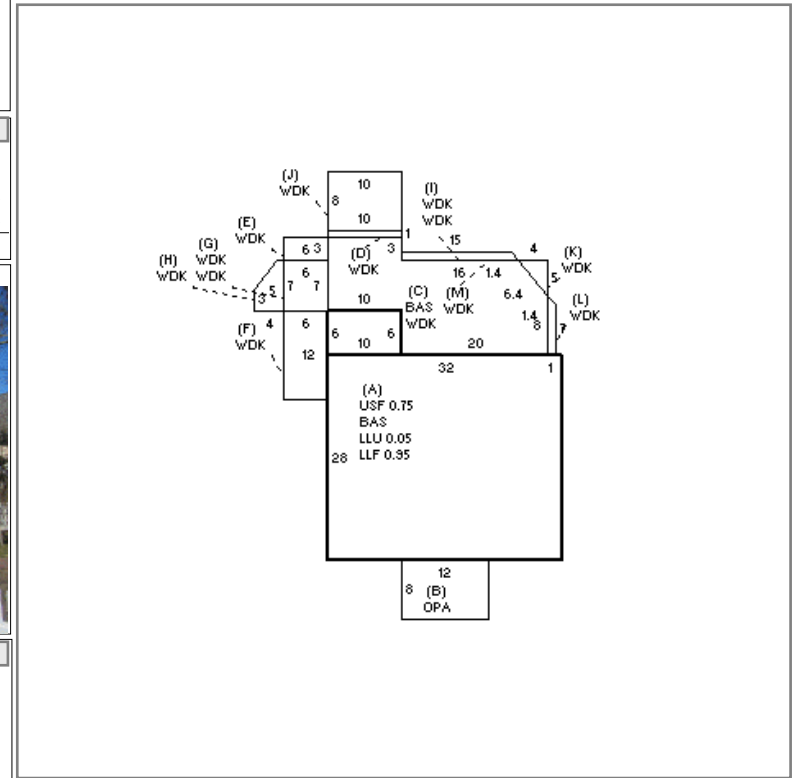 (J)
WDK
10
8
10
(I)
WDK
WDK
(E)
WDK
6 3
1
3
15
4
(D)
WDK
(K)
WDK
(H)
WDK
(G)
WDK
WDK
6
16
1.4
5
3
5
7
7
10
(C)
BAS
WDK
(M)
WDK
6.4
(L)
WDK
4
6
(F)
WDK
6
6
10
1.4
8
7
20
12
32
1
(A)
USF 0.75
BAS
LLU 0.05
LLF 0.95
28
12
8
(B)
OPA